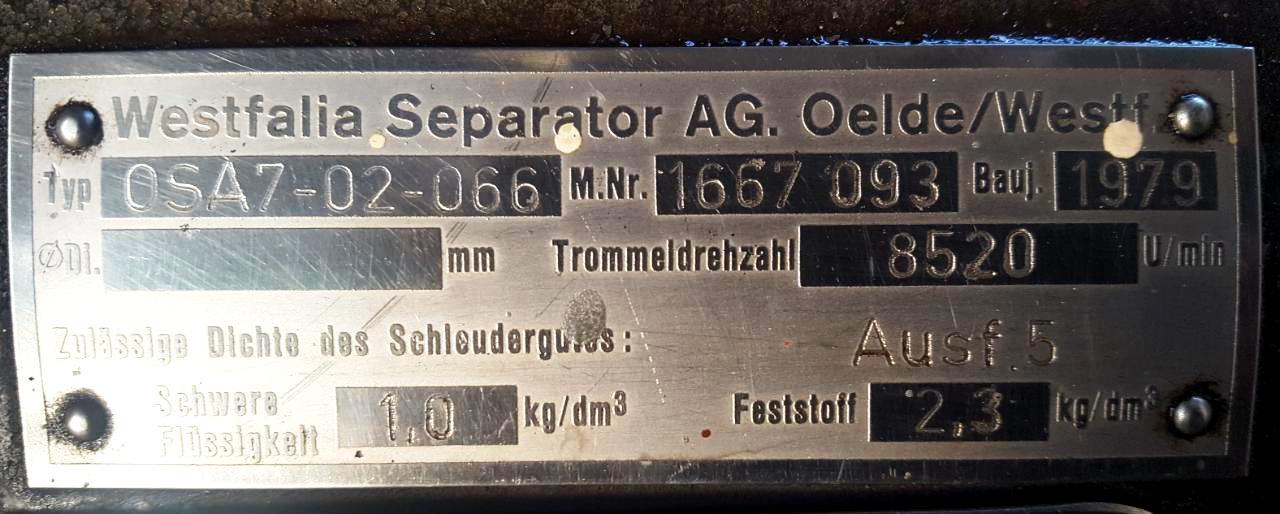 Westfalia Separator AG. Oelde/Westf.
Typ OSA7-02-066 M.Nr. 1667 093 Bauj. 1979
ØDi. mm Trommeldrehzahl 8520 U/min
Zulässige Dichte des Schleudergutes: Ausf 5
Schwere
Flüssigkeit 1,0 kg/dm³ Feststoff 2,3 kg/dm³